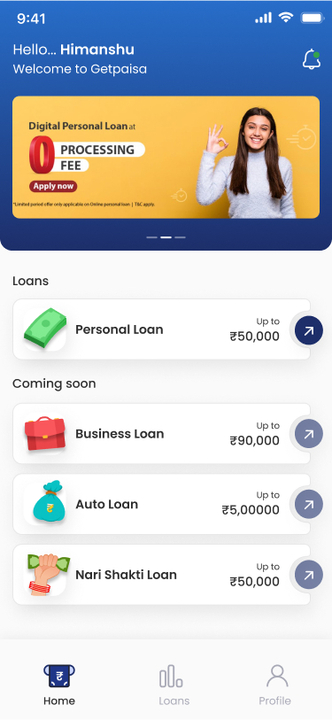 9:41
Hello... Himanshu
Welcome to Getpaisa
Digital Personal Loan at
0 PROCESSING
FEE
Apply now
*Limited period offer only applicable on Online personal loan | T&C apply.
Loans
Personal Loan
Up to
₹50,000
Coming soon
Business Loan
Up to
₹90,000
Auto Loan
Up to
₹5,00000
Nari Shakti Loan
Up to
₹50,000
Home
Loans
Profile